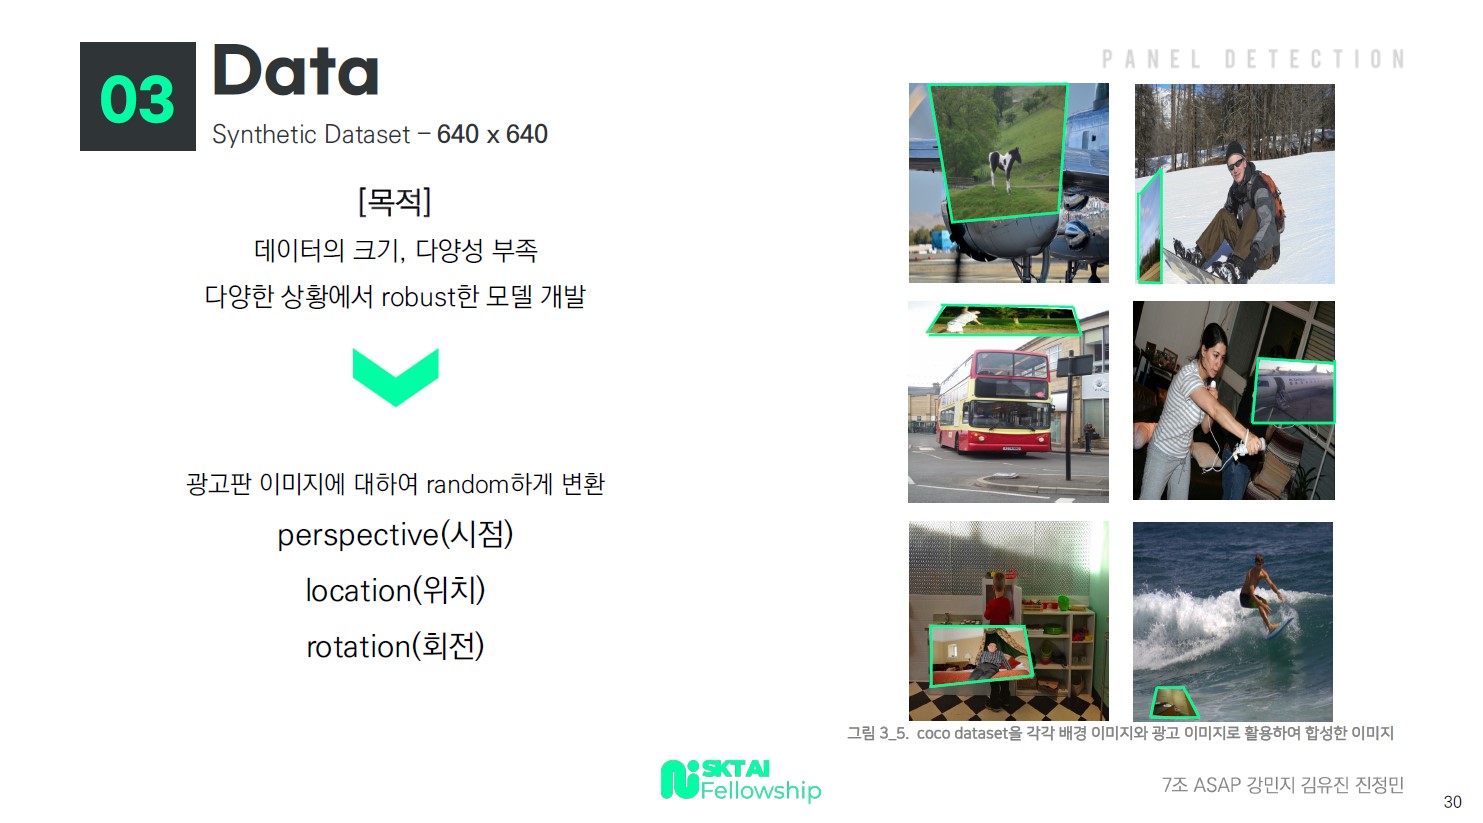 03
Data
PANEL DETECTION
Synthetic Dataset – 640 x 640
[목적]
데이터의 크기, 다양성 부족
다양한 상황에서 robust한 모델 개발
광고판 이미지에 대하여 random하게 변환
perspective(시점)
location(위치)
rotation(회전)
그림 3_5. coco dataset을 각각 배경 이미지와 광고 이미지로 활용하여 합성한 이미지
SKT AI
Fellowship
7조 ASAP 강민지 김유진 진정민
30